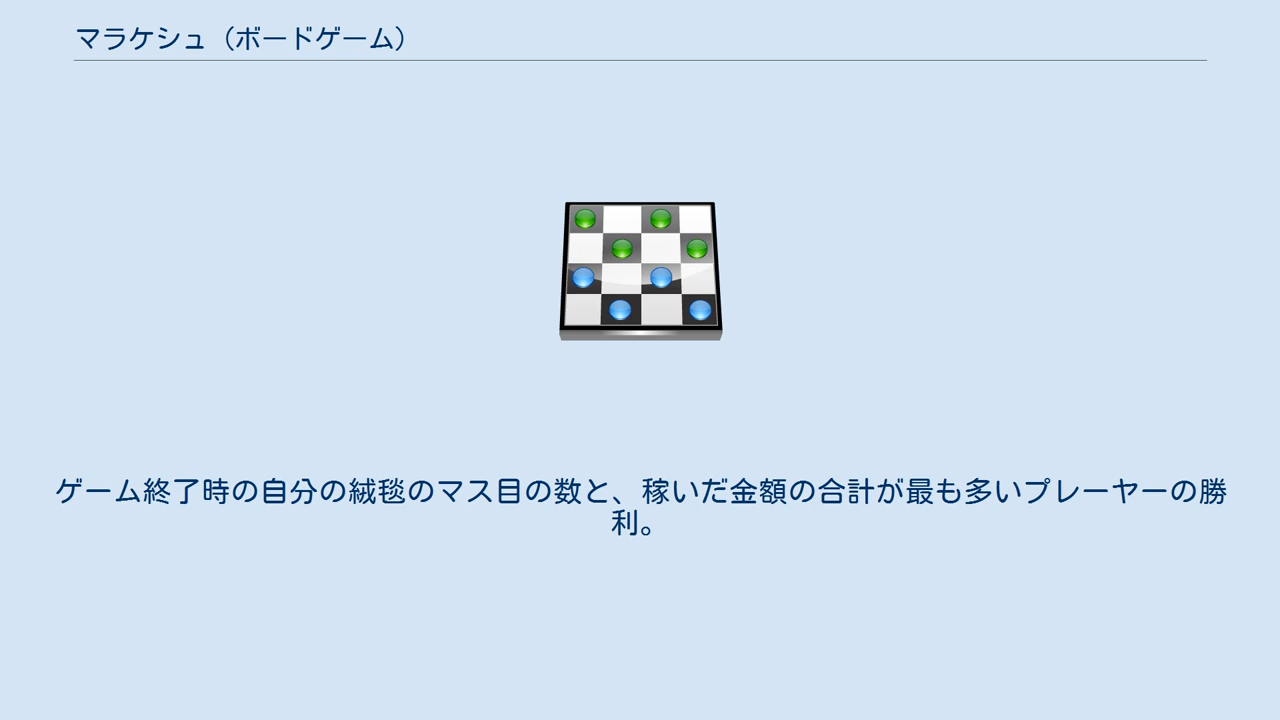 マラケシュ（ボードゲーム）
ゲーム終了時の自分の絨毯のマス目の数と、稼いだ金額の合計が最も多いプレーヤーの勝
利。